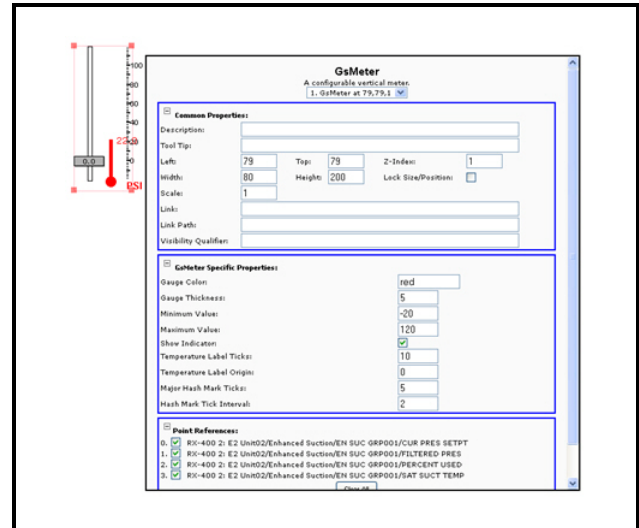 GsMeter
A configurable vertical meter.
1. GsMeter at 79,79,1
100
80
60
40
22.
20
0
0.0
PSI
Common Properties:
Description:
Tool Tip:
Left: 79 Top: 79 Z-Index: 1
Width: 80 Height: 200 Lock Size/Position:
Scale: 1
Link:
Link Path:
Visibility Qualifier:
GsMeter Specific Properties:
Gauge Color: red
Gauge Thickness: 5
Minimum Value: -20
Maximum Value: 120
Show Indicator:
Temperature Label Ticks: 10
Temperature Label Origin: 0
Major Hash Mark Ticks: 5
Hash Mark Tick Interval: 2
Point References:
0. RX-400 2: E2 Unit02/Enhanced Suction/EN SUC GRP001/CUR PRES SETPT
1. RX-400 2: E2 Unit02/Enhanced Suction/EN SUC GRP001/FILTERED PRES
2. RX-400 2: E2 Unit02/Enhanced Suction/EN SUC GRP001/PERCENT USED
3. RX-400 2: E2 Unit02/Enhanced Suction/EN SUC GRP001/SAT SUCT TEMP
Clear All